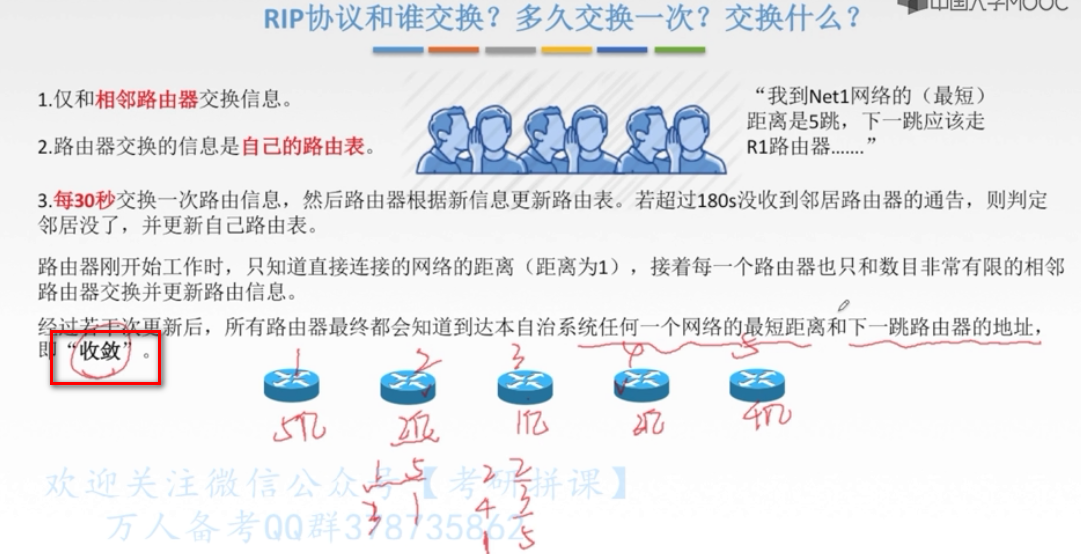 中国大学MOOC
RIP协议和谁交换？多久交换一次？交换什么？
1.仅和相邻路由器交换信息。
2.路由器交换的信息是自己的路由表。
“我到Net1网络的（最短）
距离是5跳，下一跳应该走
R1路由器.......”
3.每30秒交换一次路由信息，然后路由器根据新信息更新路由表。若超过180s没收到邻居路由器的通告，则判定
邻居没了，并更新自己路由表。
路由器刚开始工作时，只知道直接连接的网络的距离（距离为1），接着每一个路由器也只和数目非常有限的相邻
路由器交换并更新路由信息。
经过若干次更新后，所有路由器最终都会知道到达本自治系统任何一个网络的最短距离和下一跳路由器的地址，
即“收敛”。
1 2 3 4 5
5亿 2亿 1亿 2亿 4亿
1 5 2 2
欢迎关注微信公众号【考研拼课】
3 1 4 3
万人备考QQ群378735862
1 5